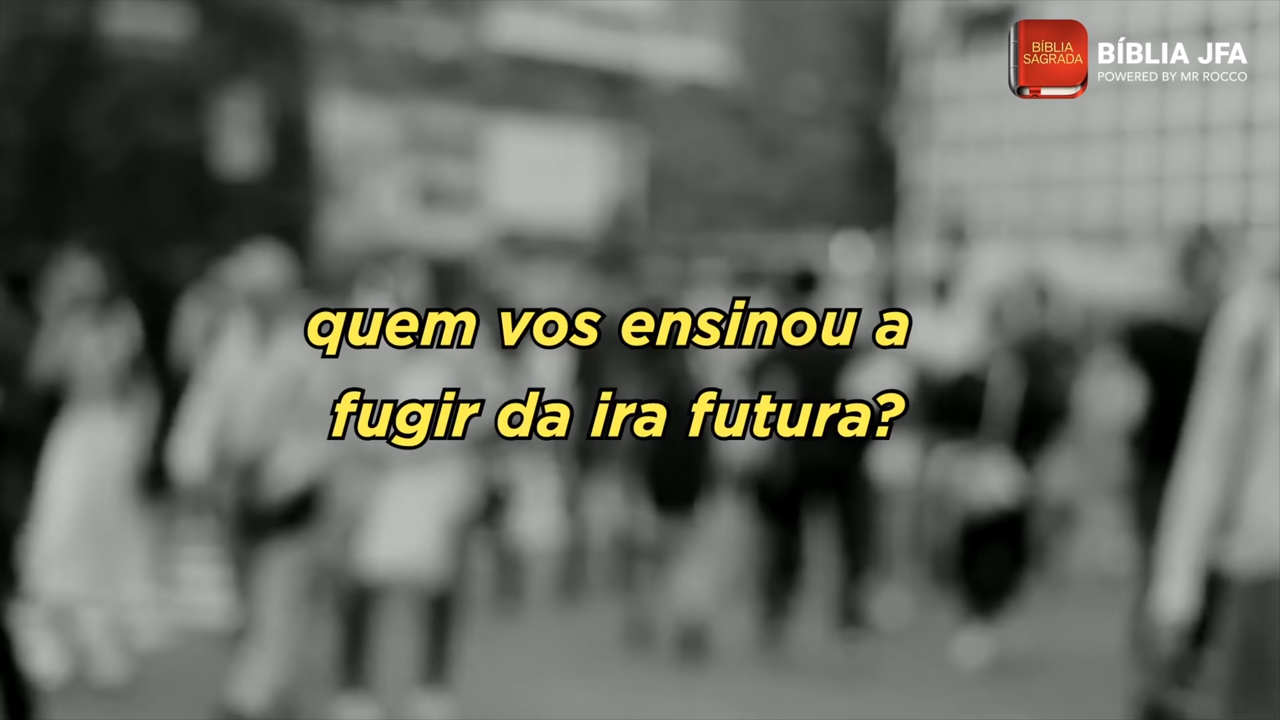 BÍBLIA
SAGRADA
BÍBLIA JFA
POWERED BY MR ROCCO
quem vos ensinou a
fugir da ira futura?